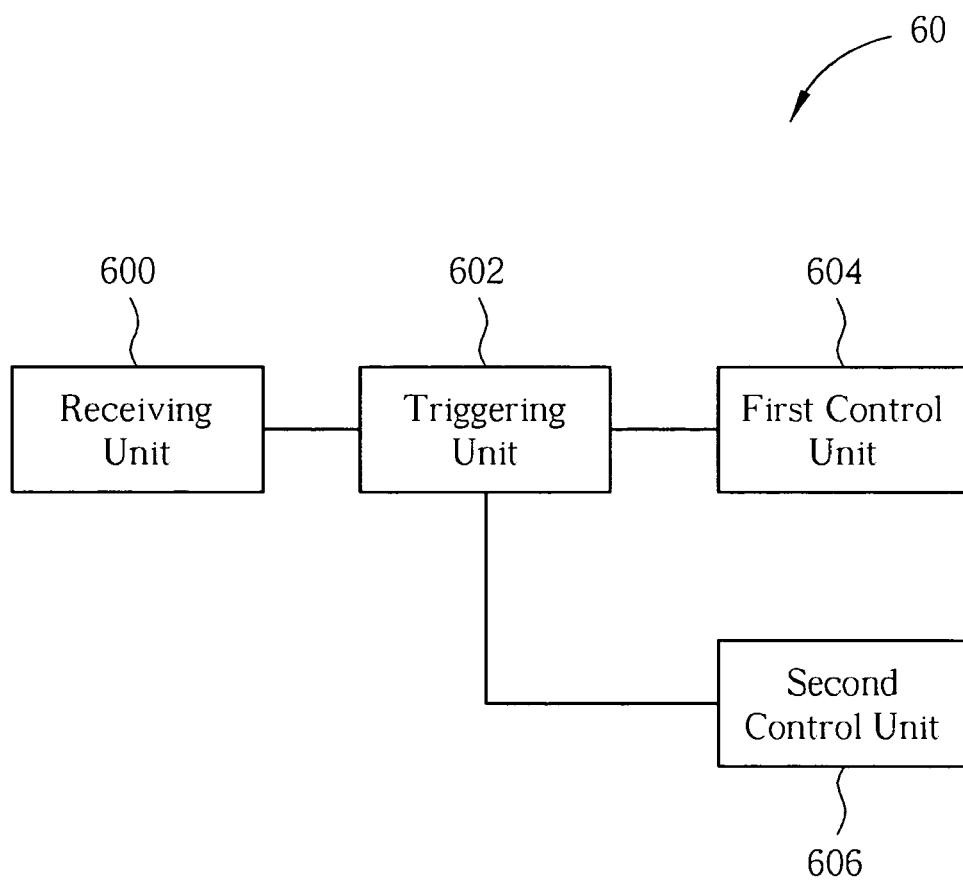 60
600
602
604
Receiving
Unit
Triggering
Unit
First Control
Unit
Second
Control Unit
606